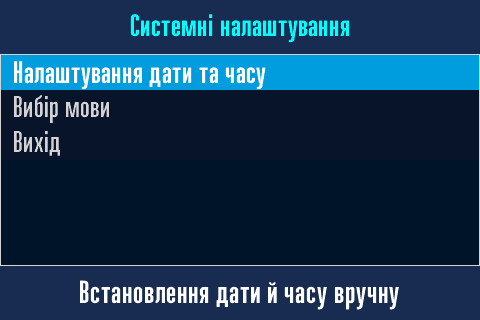 Системні налаштування
Налаштування дати та часу
Вибір мови
Вихід
Встановлення дати й часу вручну